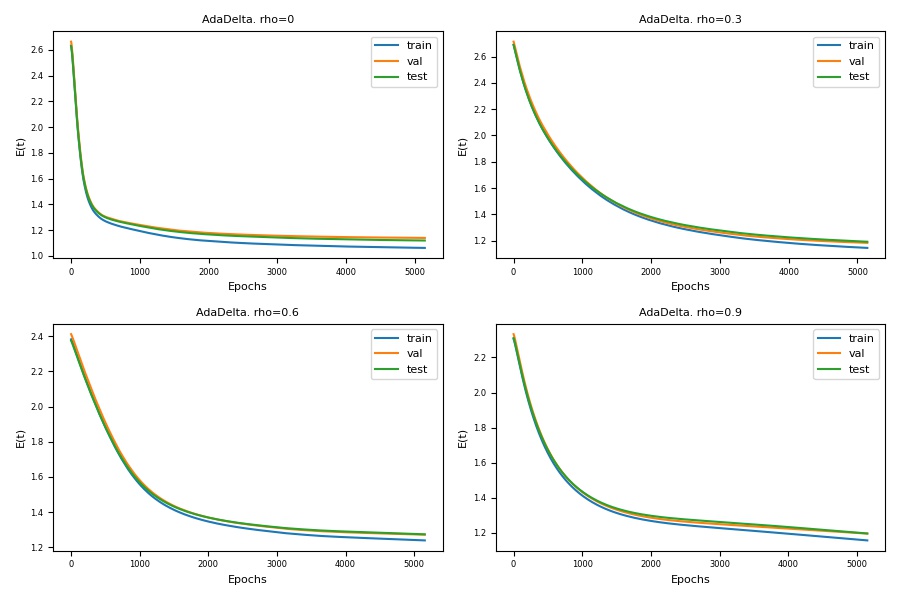 AdaDelta. rho=0
2.6
2.4
2.2
2.0
1.8
1.6
1.4
1.2
1.0
E(t)
train
val
test
0 1000 2000 3000 4000 5000
Epochs
AdaDelta. rho=0.3
2.6
2.4
2.2
2.0
1.8
1.6
1.4
1.2
E(t)
train
val
test
0 1000 2000 3000 4000 5000
Epochs
AdaDelta. rho=0.6
2.4
2.2
2.0
1.8
1.6
1.4
1.2
E(t)
train
val
test
0 1000 2000 3000 4000 5000
Epochs
AdaDelta. rho=0.9
2.2
2.0
1.8
1.6
1.4
1.2
E(t)
train
val
test
0 1000 2000 3000 4000 5000
Epochs